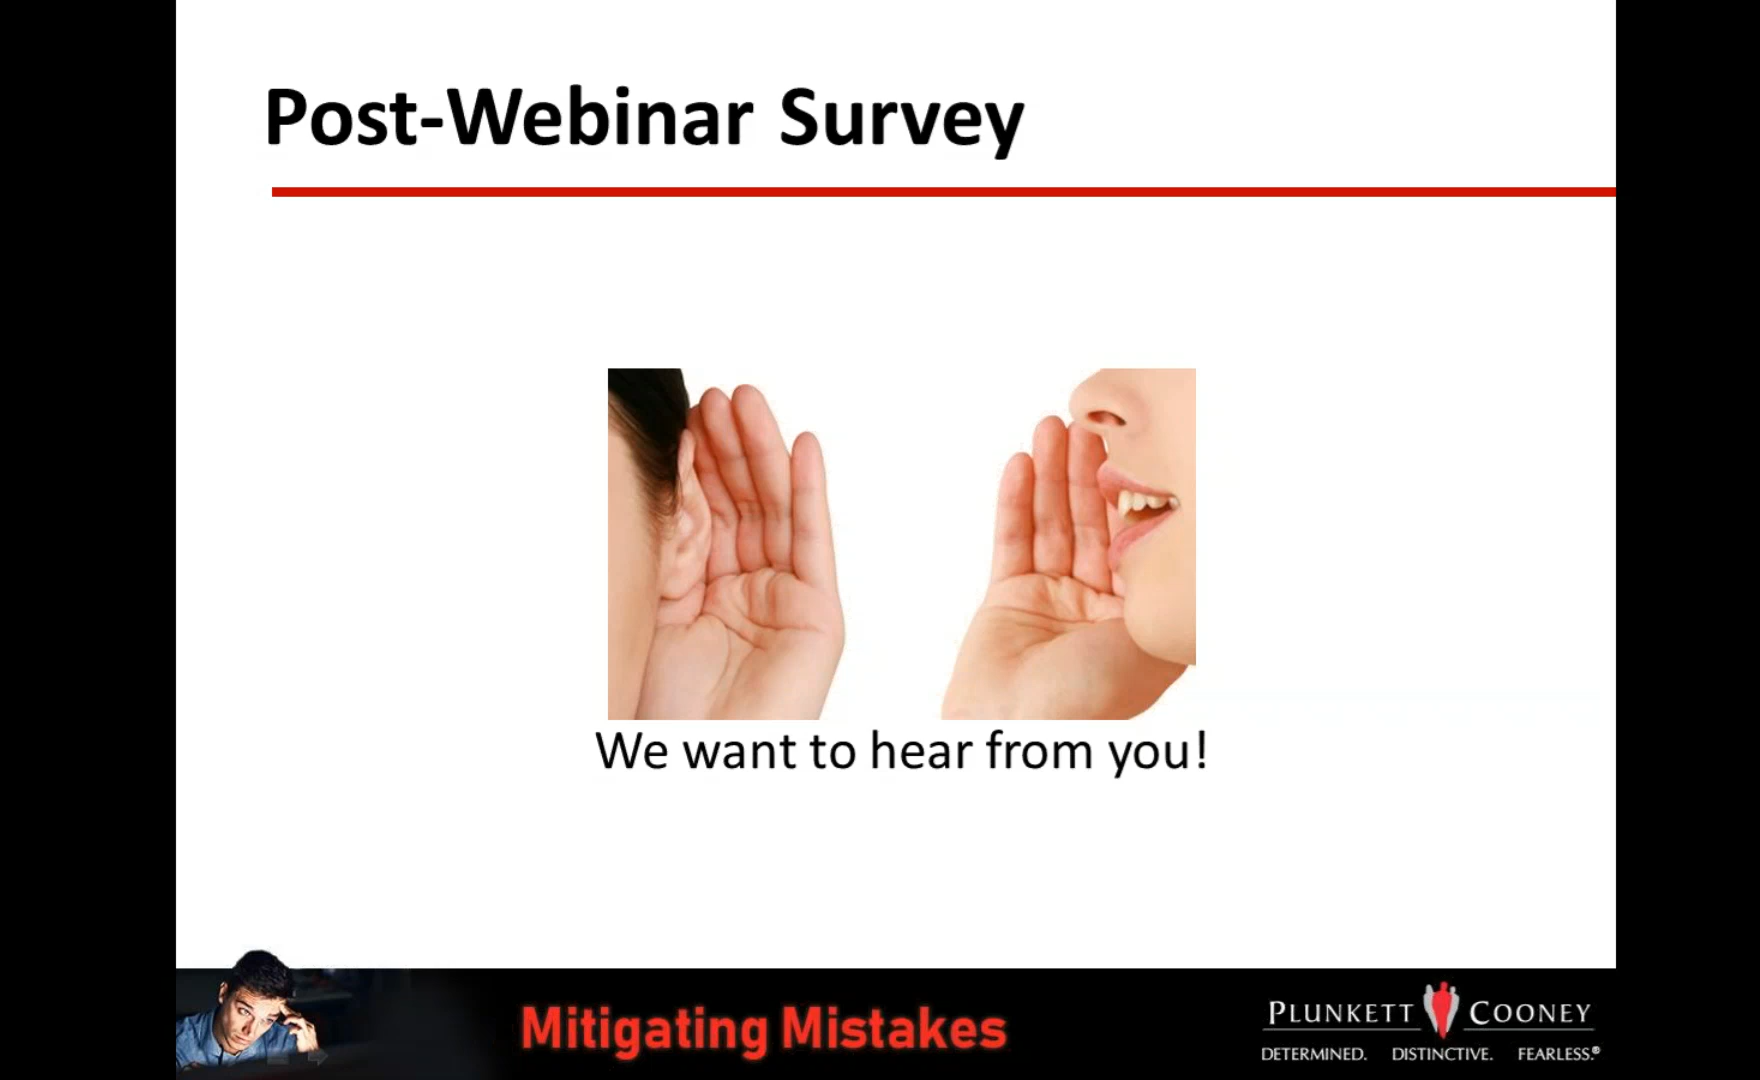 Post-Webinar Survey
We want to hear from you!
Mitigating Mistakes
PLUNKETT COONEY
DETERMINED. DISTINCTIVE. FEARLESS.®